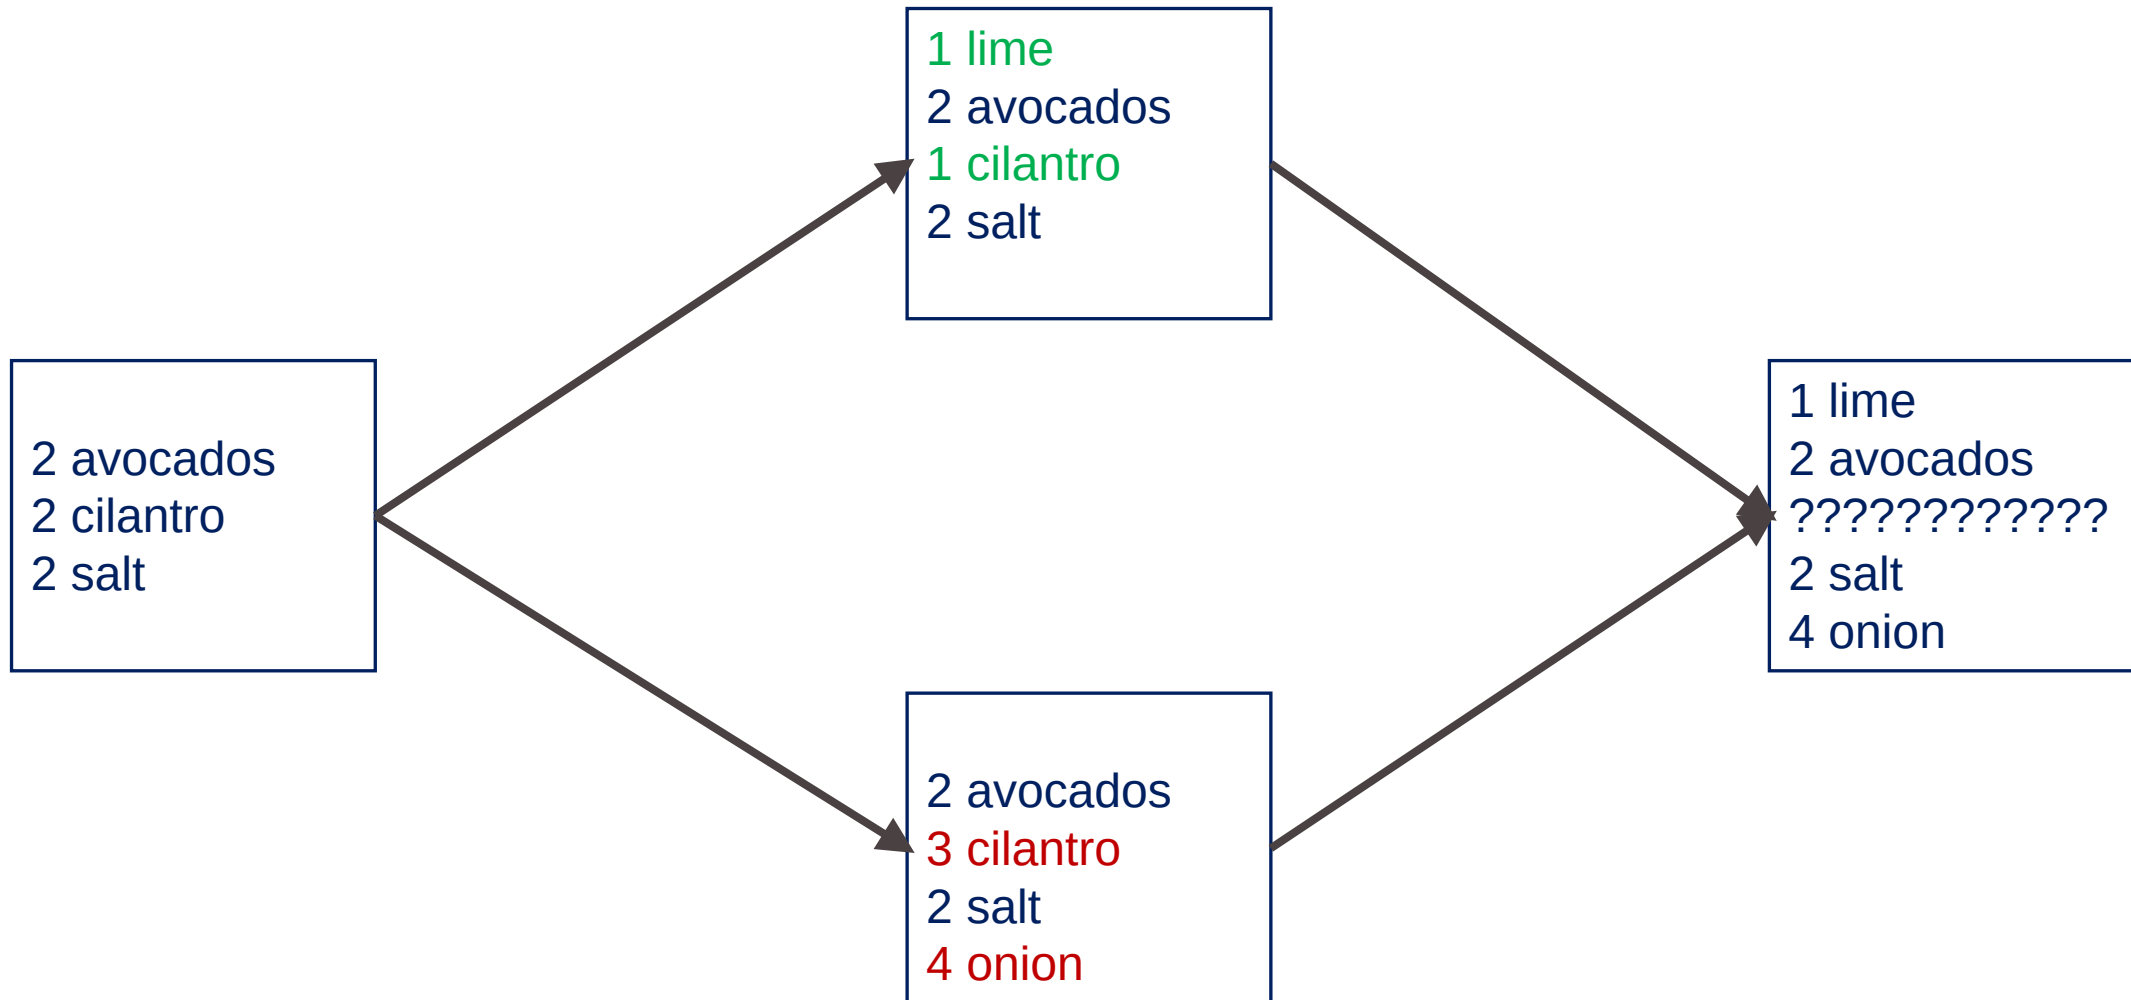 1 lime
2 avocados
1 cilantro
2 salt
2 avocados
2 cilantro
2 salt
1 lime
2 avocados
????????????
2 salt
4 onion
2 avocados
3 cilantro
2 salt
4 onion